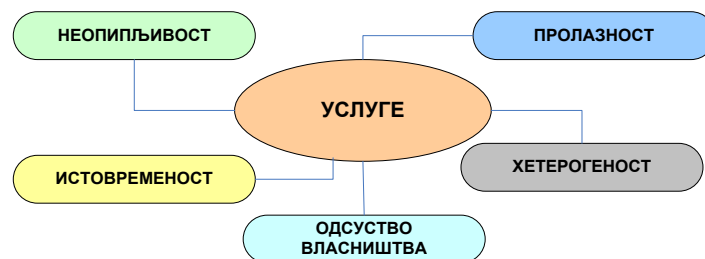 НЕОПИПЉИВОСТ
ПРОЛАЗНОСТ
УСЛУГЕ
ИСТОВРЕМЕНОСТ
ХЕТЕРОГЕНОСТ
ОДСУСТВО
ВЛАСНИШТВА